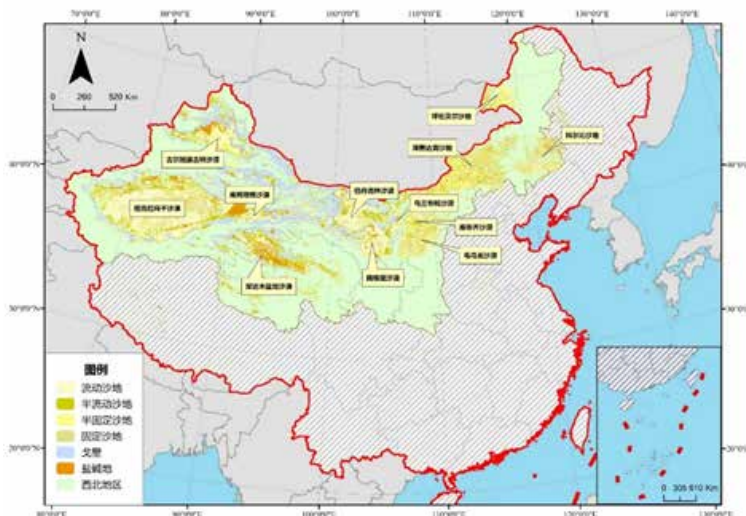 70°0'0"
80°0'0"
90°0'0"
100°0'0"
110°0'0"
120°0'0"
130°0'0"
140°0'0"
N
0 260 520 Km
呼伦贝尔沙地
科尔沁沙地
浑善达克沙地
古尔班通古特沙漠
库姆塔格沙漠
巴丹吉林沙漠
塔克拉玛干沙漠
乌兰布和沙漠
库布齐沙漠
毛乌素沙漠
腾格里沙漠
柴达木盆地沙漠
图例
流动沙地
半流动沙地
半固定沙地
固定沙地
戈壁
盐碱地
西北地区
0 305 610 Km